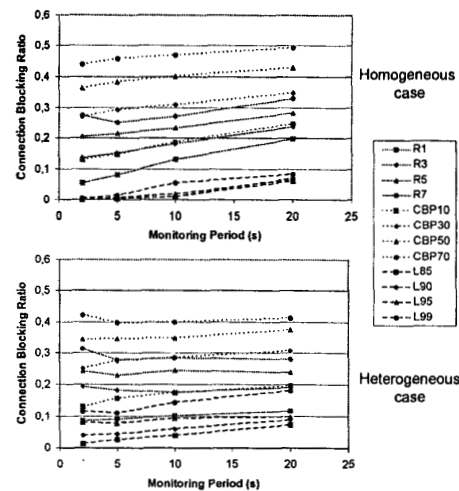 0,6
0,5
0,4
0,3
0,2
0,1
0
Connection Blocking Ratio
0 5 10 15 20 25
Monitoring Period (s)
Homogeneous
case
R1
R3
R5
R7
CBP10
CBP30
CBP50
CBP70
L85
L90
L95
L99
0,6
0,5
0,4
0,3
0,2
0,1
0
Connection Blocking Ratio
0 5 10 15 20 25
Monitoring Period (s)
Heterogeneous
case